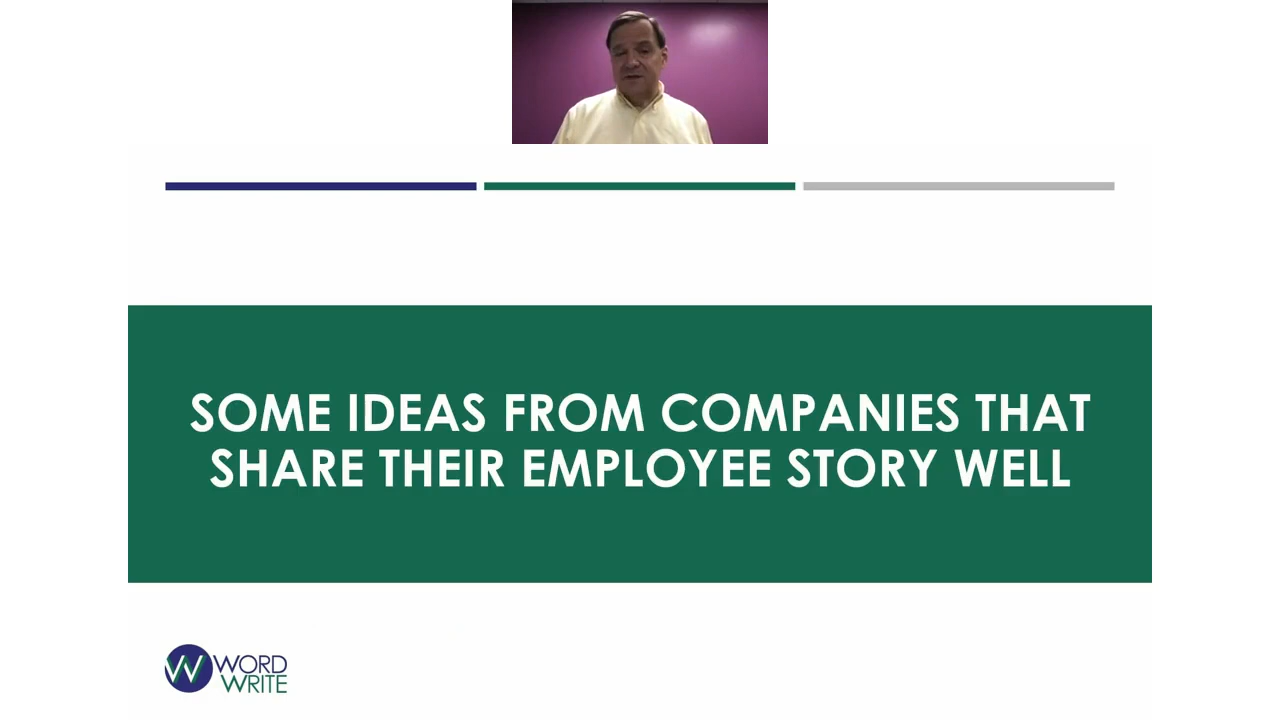 SOME IDEAS FROM COMPANIES THAT
SHARE THEIR EMPLOYEE STORY WELL
W WORD
WRITE